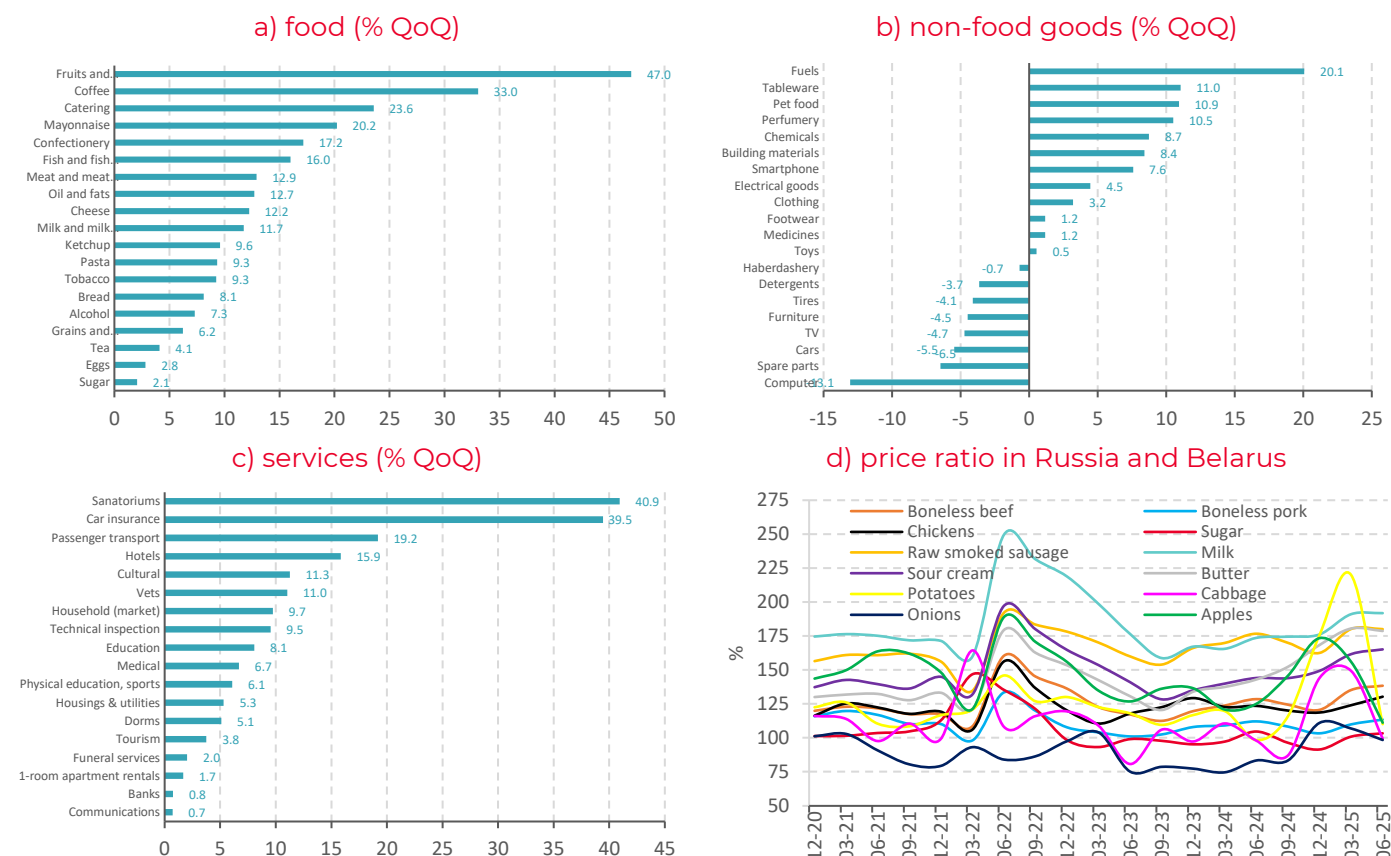 a) food (% QoQ)
Fruits and.. 47.0
Coffee 33.0
Catering 23.6
Mayonnaise 20.2
Confectionery 17.2
Fish and fish.. 16.0
Meat and meat.. 12.9
Oil and fats 12.7
Cheese 12.2
Milk and milk.. 11.7
Ketchup 9.6
Pasta 9.3
Tobacco 9.3
Bread 8.1
Alcohol 7.3
Grains and.. 6.2
Tea 4.1
Eggs 2.8
Sugar 2.1
0 5 10 15 20 25 30 35 40 45 50
b) non-food goods (% QoQ)
Fuels 20.1
Tableware 11.0
Pet food 10.9
Perfumery 10.5
Chemicals 8.7
Building materials 8.4
Smartphone 7.6
Electrical goods 4.5
Clothing 3.2
Footwear 1.2
Medicines 1.2
Toys 0.5
Haberdashery -0.7
Detergents -3.7
Tires -4.1
Furniture -4.5
TV -4.7
Cars -5.5
Spare parts -6.5
Computer -13.1
-15 -10 -5 0 5 10 15 20 25
c) services (% QoQ)
Sanatoriums 40.9
Car insurance 39.5
Passenger transport 19.2
Hotels 15.9
Cultural 11.3
Vets 11.0
Household (market) 9.7
Technical inspection 9.5
Education 8.1
Medical 6.7
Physical education, sports 6.1
Housings & utilities 5.3
Dorms 5.1
Tourism 3.8
Funeral services 2.0
1-room apartment rentals 1.7
Banks 0.8
Communications 0.7
0 5 10 15 20 25 30 35 40 45
d) price ratio in Russia and Belarus
%
275
250
225
200
175
150
125
100
75
50
Boneless beef Boneless pork
Chickens Sugar
Raw smoked sausage Milk
Sour cream Butter
Potatoes Cabbage
Onions Apples
12-20 03-21 06-21 09-21 12-21 03-22 06-22 09-22 12-22 03-23 06-23 09-23 12-23 03-24 06-24 09-24 12-24 03-25 06-25